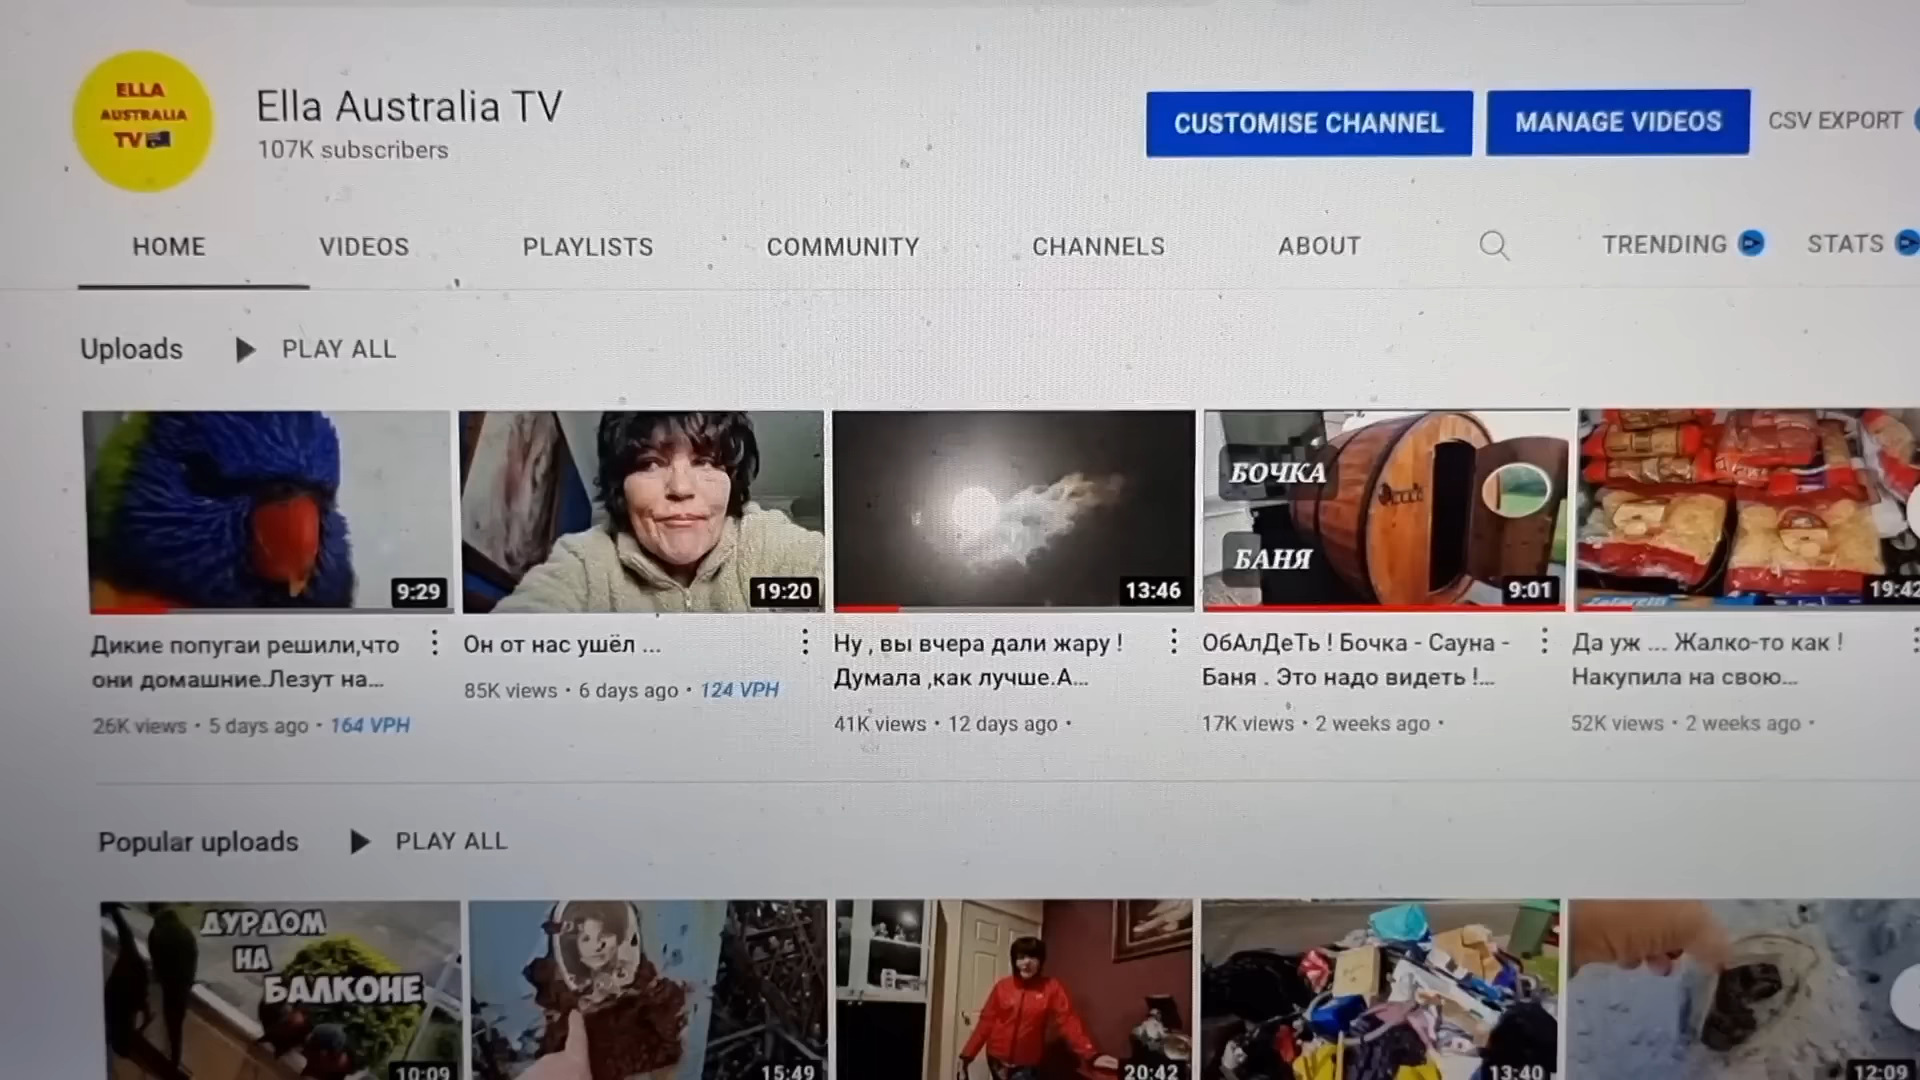 ELLA
AUSTRALIA
TV
Ella Australia TV
107K subscribers
CUSTOMISE CHANNEL
MANAGE VIDEOS
CSV EXPORT
HOME
VIDEOS
PLAYLISTS
COMMUNITY
CHANNELS
ABOUT
TRENDING
STATS
Uploads
PLAY ALL
9:29
19:20
13:46
БОЧКА
БАНЯ
9:01
19:42
Дикие попугаи решили,что
они домашние.Лезут на...
26K views • 5 days ago • 164 VPH
Он от нас ушёл ...
85K views • 6 days ago • 124 VPH
Ну , вы вчера дали жару !
Думала ,как лучше.А...
41K views • 12 days ago •
ОбАлДеТь ! Бочка - Сауна -
Баня . Это надо видеть !...
17K views • 2 weeks ago •
Да уж ... Жалко-то как !
Накупила на свою...
52K views • 2 weeks ago •
Popular uploads
PLAY ALL
ДУРДОМ
НА
БАЛКОНЕ
10:09
15:49
20:42
13:40
12:09